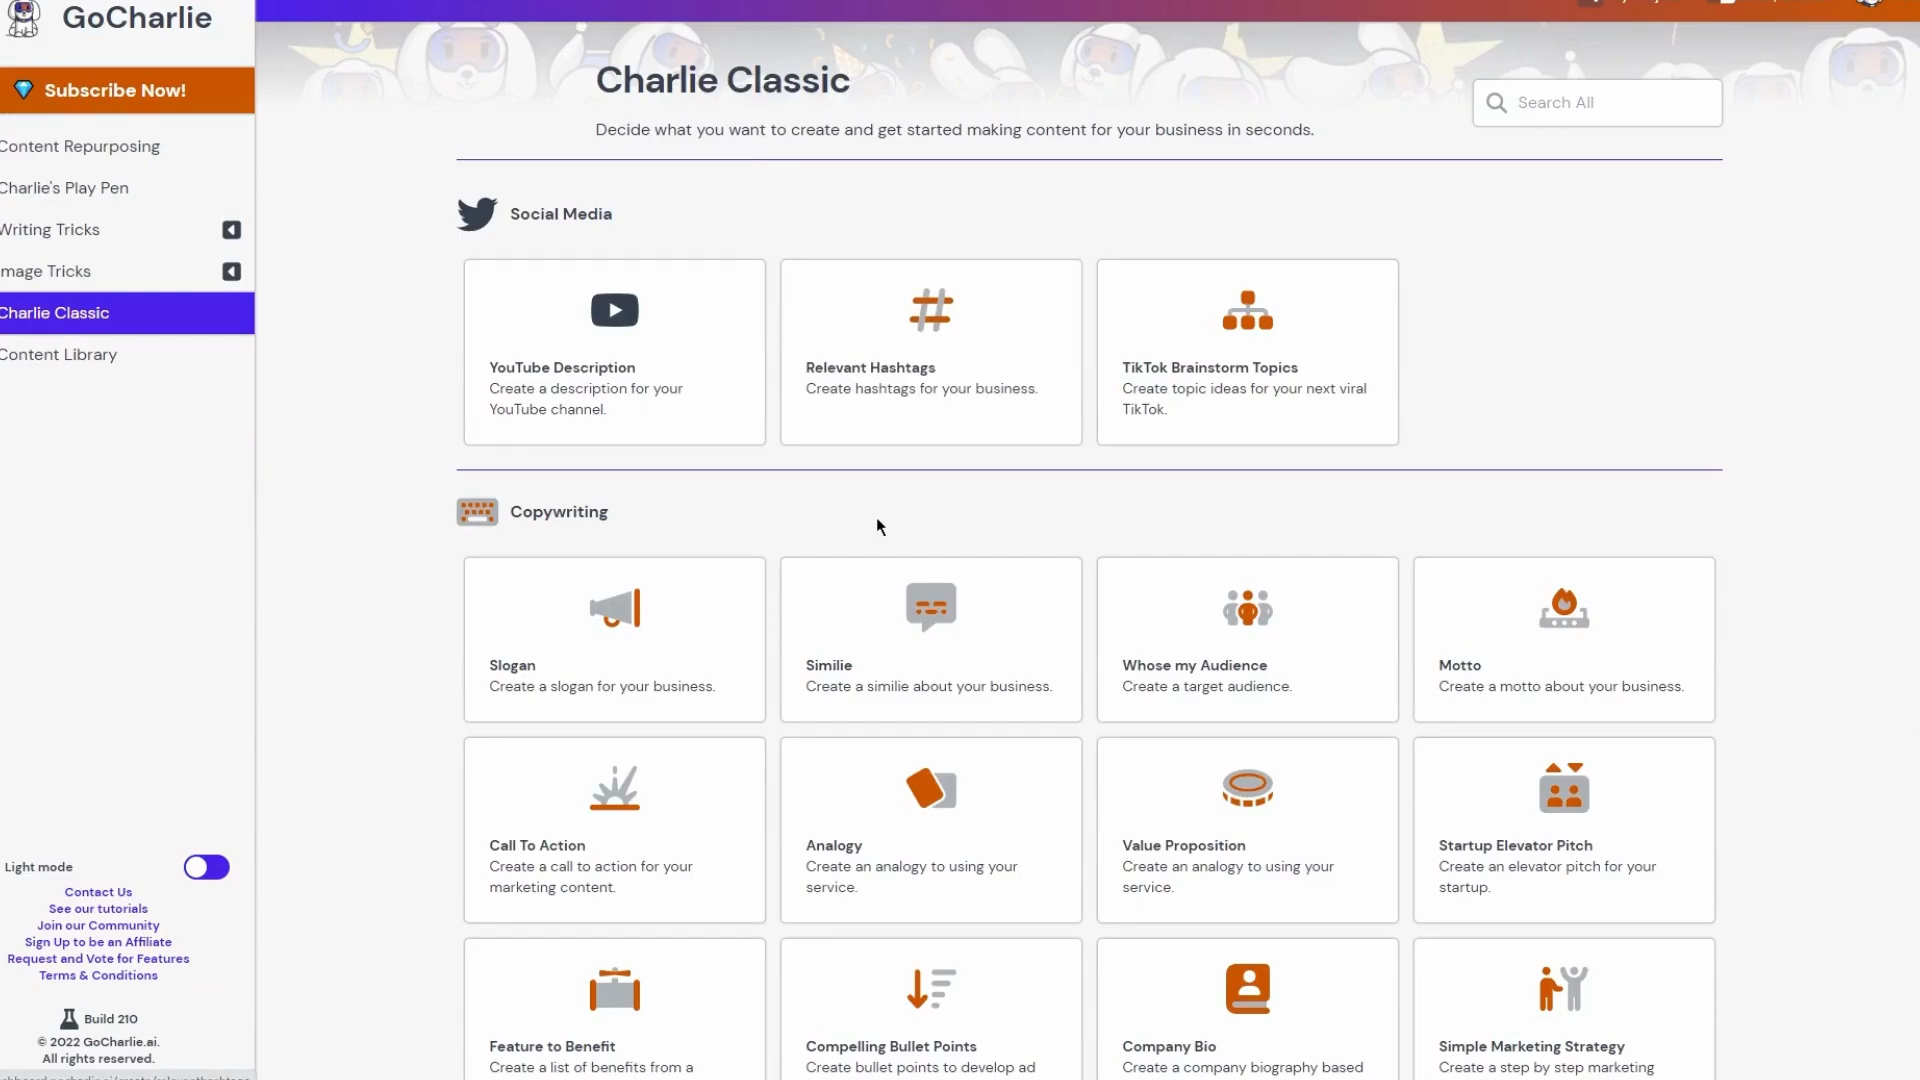 GoCharlie
Subscribe Now!
Content Repurposing
Charlie's Play Pen
Writing Tricks
mage Tricks
Charlie Classic
Content Library
Light mode
Contact Us
See our tutorials
Join our Community
Sign Up to be an Affiliate
Request and Vote for Features
Terms & Conditions
Build 210
© 2022 GoCharlie.ai.
All rights reserved.
Charlie Classic
Decide what you want to create and get started making content for your business in seconds.
Search All
Social Media
YouTube Description
Create a description for your
YouTube channel.
Relevant Hashtags
Create hashtags for your business.
TikTok Brainstorm Topics
Create topic ideas for your next viral
TikTok.
Copywriting
Slogan
Create a slogan for your business.
Similie
Create a similie about your business.
Whose my Audience
Create a target audience.
Motto
Create a motto about your business.
Call To Action
Create a call to action for your
marketing content.
Analogy
Create an analogy to using your
service.
Value Proposition
Create an analogy to using your
service.
Startup Elevator Pitch
Create an elevator pitch for your
startup.
Feature to Benefit
Create a list of benefits from a
Compelling Bullet Points
Create bullet points to develop ad
Company Bio
Create a company biography based
Simple Marketing Strategy
Create a step by step marketing